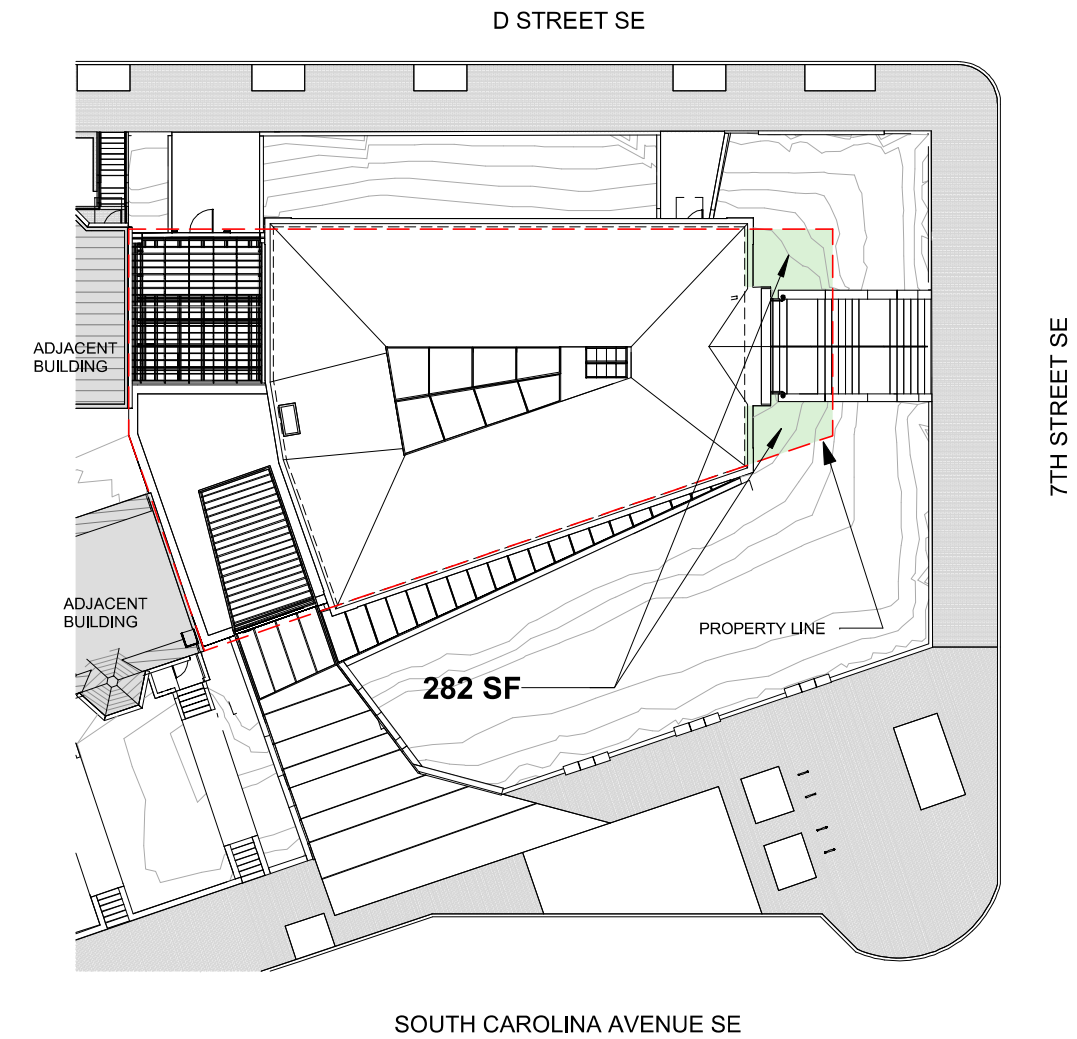 D STREET SE
ADJACENT
BUILDING
7TH STREET SE
ADJACENT
BUILDING
PROPERTY LINE
282 SF
SOUTH CAROLINA AVENUE SE